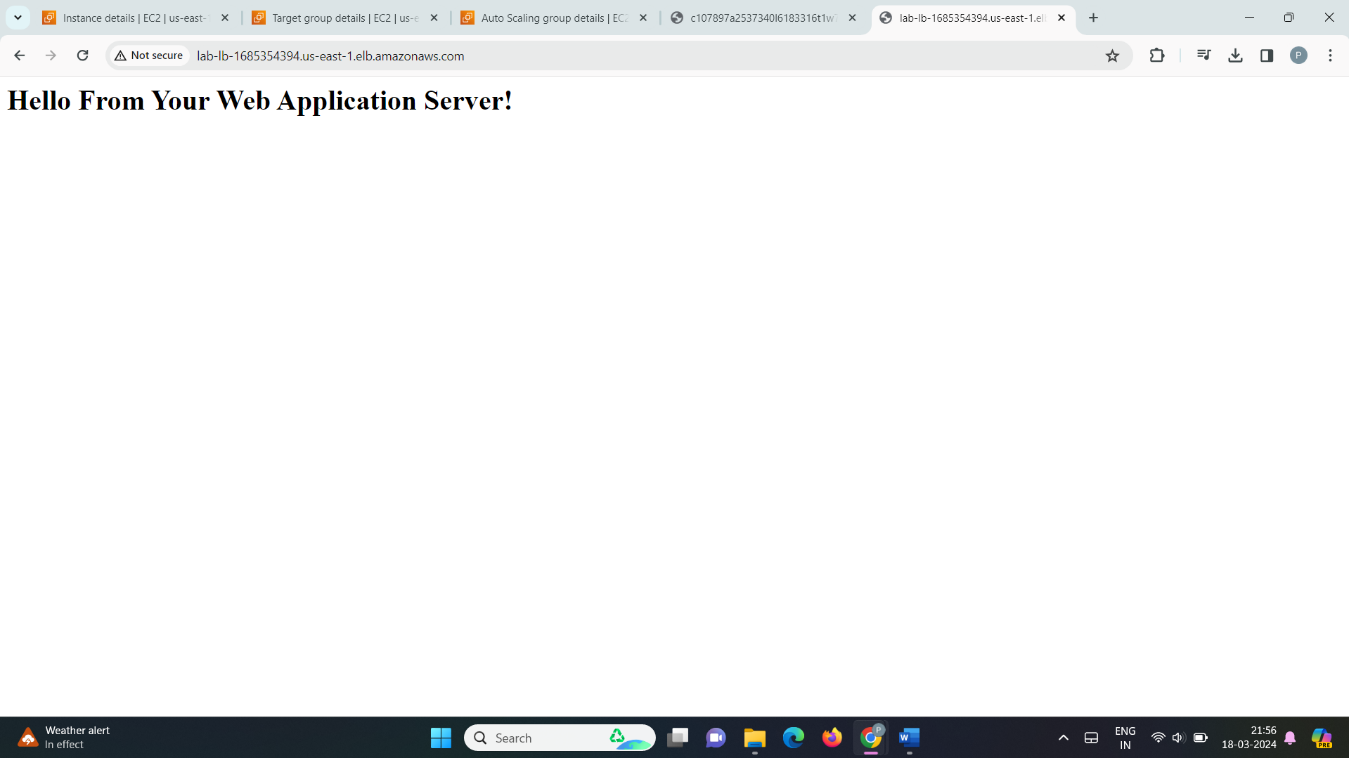 Instance details | EC2 | us-east-
Target group details | EC2 | us-e
Auto Scaling group details | EC2
c107897a2537340l6183316t1w
lab-lb-1685354394.us-east-1.el
Not secure
lab-lb-1685354394.us-east-1.elb.amazonaws.com
P
Hello From Your Web Application Server!
Weather alert
In effect
Search
P
W
ENG
IN
21:56
18-03-2024
PRE